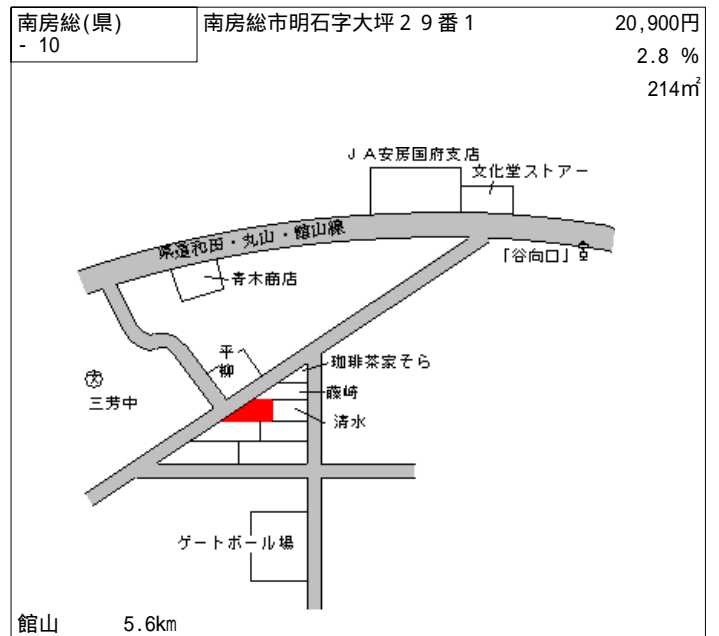 南房総(県)
- 10
南房総市明石字大坪２９番１
20,900円
2.8 %
214㎡
ＪＡ安房国府支店
文化堂ストアー
県道和田・丸山・館山線
「谷向口」
青木商店
平柳
珈琲茶家そら
藤崎
清水
文
三芳中
ゲートボール場
館山 5.6km